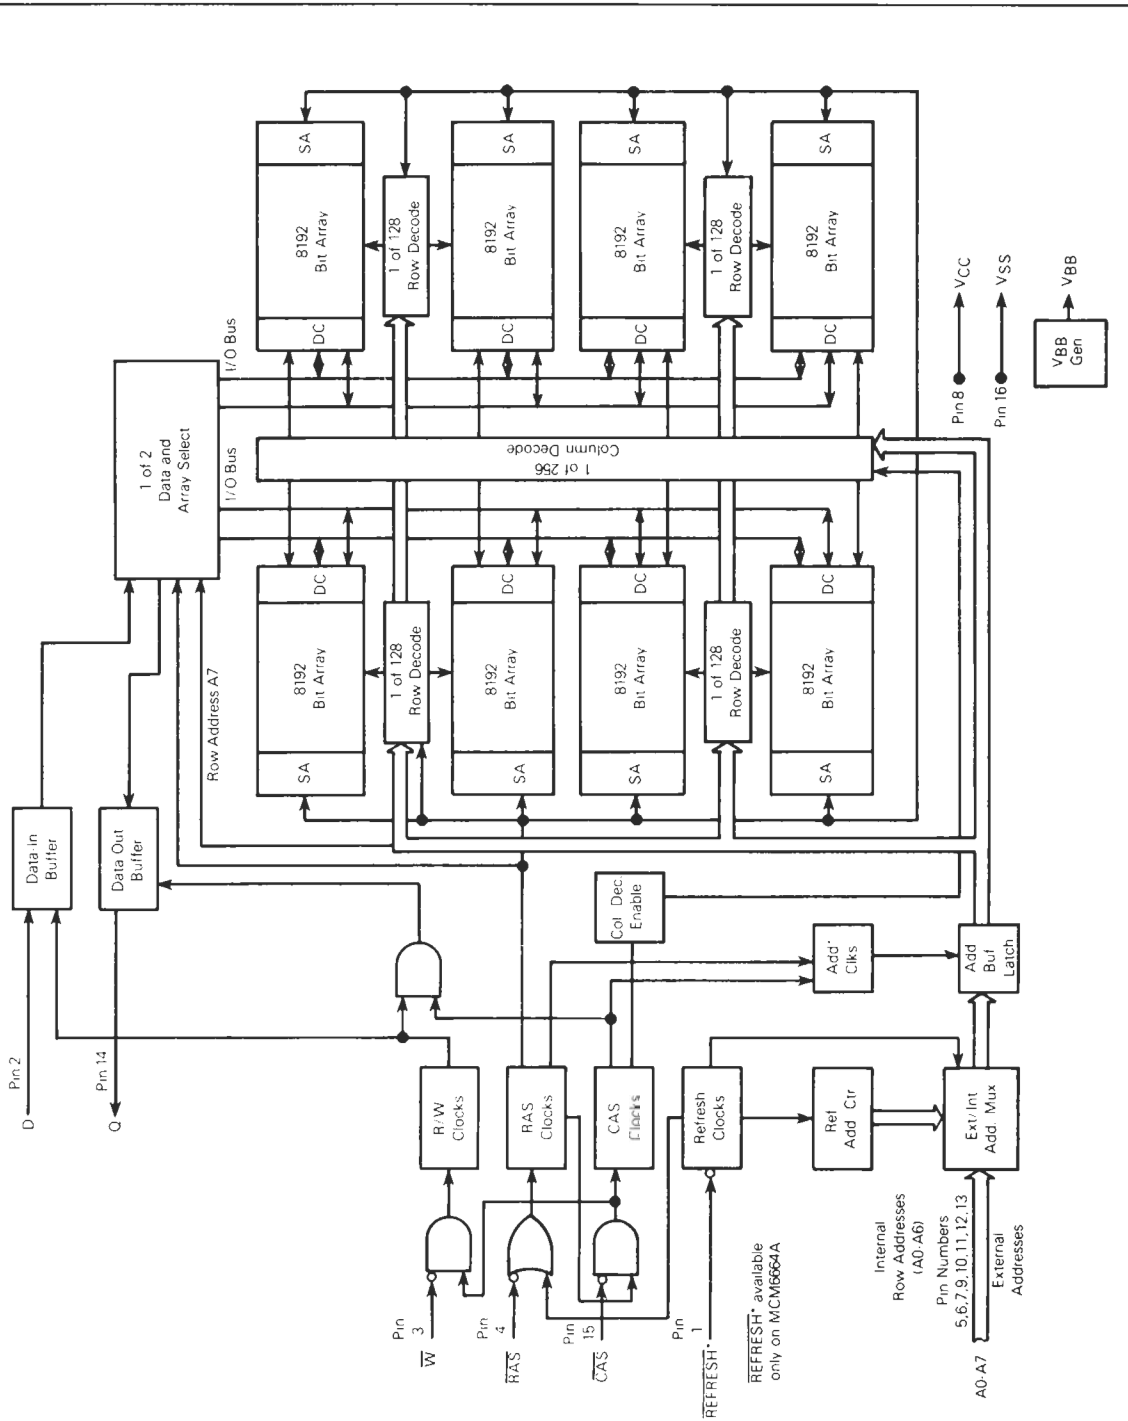 SA
8192
Bit Array
DC
1 of 128
Row Decode
SA
8192
Bit Array
DC
SA
8192
Bit Array
DC
1 of 128
Row Decode
SA
8192
Bit Array
DC
I/O Bus
1 of 2
Data and
Array Select
I/O Bus
1 of 256
Column Decode
VCC
Pin 8
VSS
Pin 16
VBB
VBB
Gen
DC
8192
Bit Array
SA
1 of 128
Row Decode
DC
8192
Bit Array
SA
DC
8192
Bit Array
SA
1 of 128
Row Decode
DC
8192
Bit Array
SA
Row Address A7
Data-In
Buffer
Data Out
Buffer
Col Dec.
Enable
Add
Clks
Add
Buf
Latch
D
Pin 2
Q
Pin 14
R/W
Clocks
RAS
Clocks
CAS
Clocks
Refresh
Clocks
Ref
Add Ctr
Ext/Int
Add. Mux
Pin
3
W
Pin
4
RAS
Pin
15
CAS
Pin
1
REFRESH*
REFRESH* available
only on MCM6664A
Internal
Row Addresses
(A0-A6)
Pin Numbers
5,6,7,9,10,11,12,13
External
Addresses
A0-A7